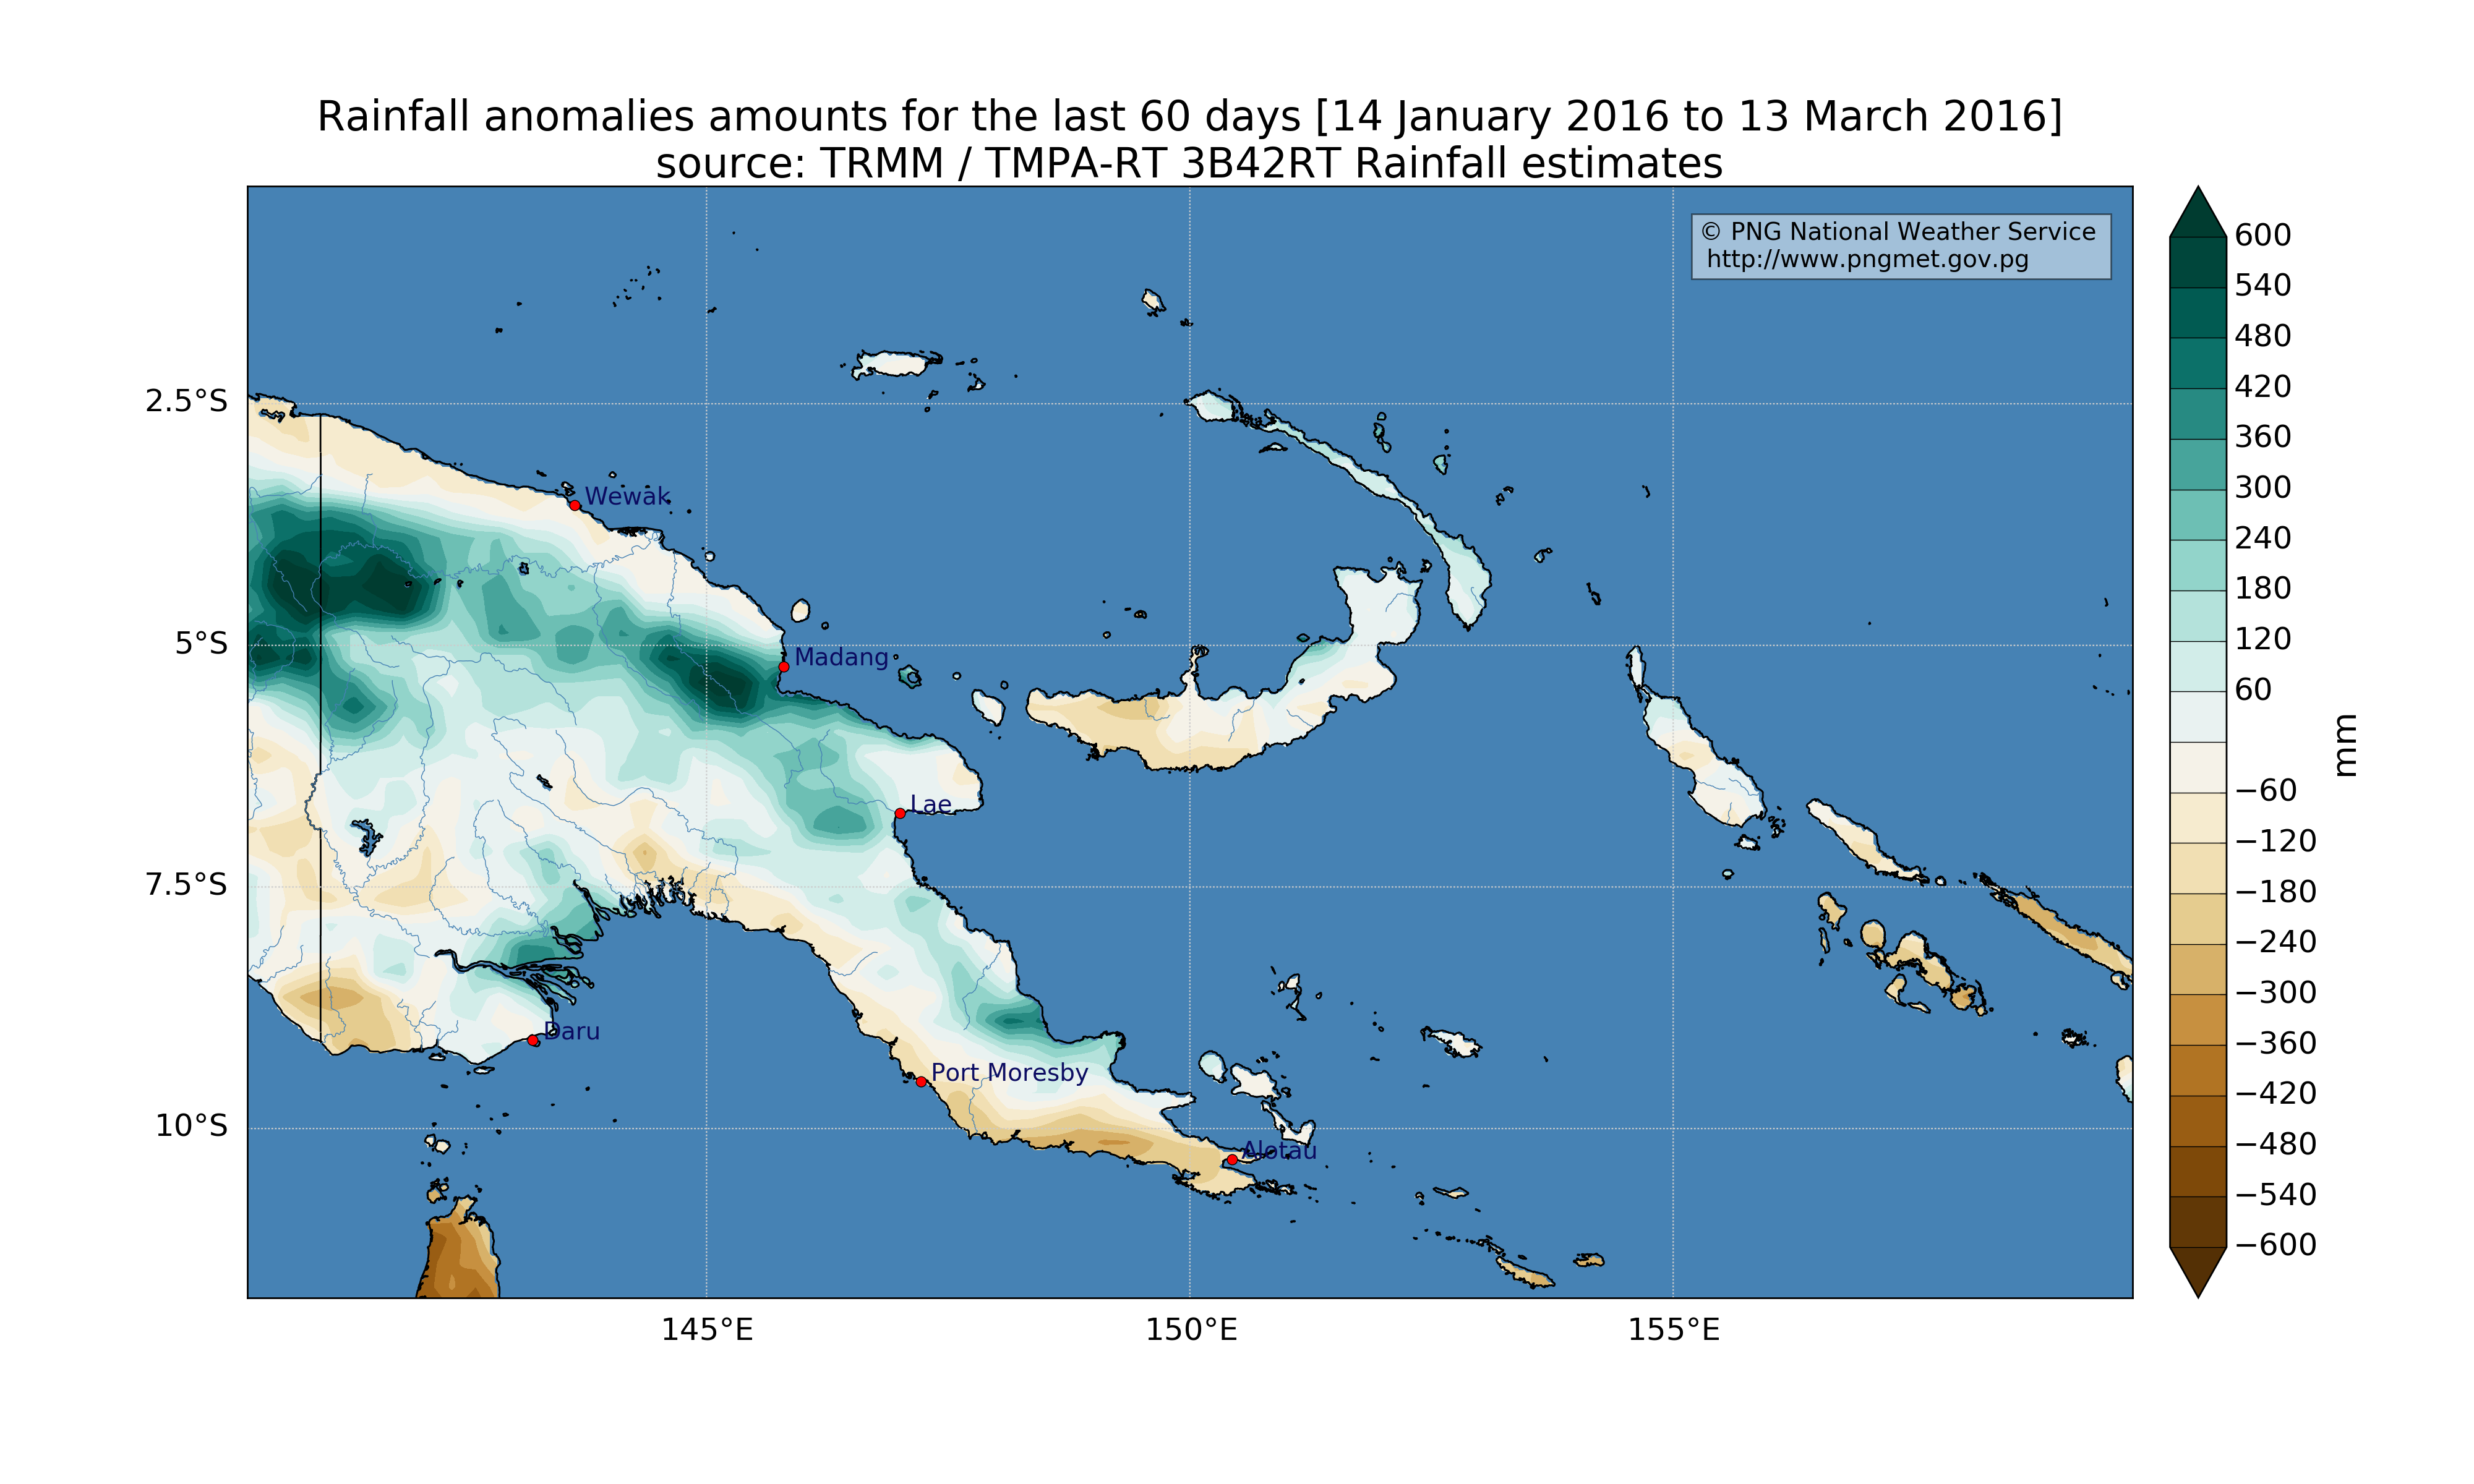 Rainfall anomalies amounts for the last 60 days [14 January 2016 to 13 March 2016]
source: TRMM / TMPA-RT 3B42RT Rainfall estimates
© PNG National Weather Service
http://www.pngmet.gov.pg
2.5°S
5°S
7.5°S
10°S
Wewak
Madang
Lae
Daru
Port Moresby
Alotau
145°E
150°E
155°E
600
540
480
420
360
300
240
180
120
60
−60
−120
−180
−240
−300
−360
−420
−480
−540
−600
mm